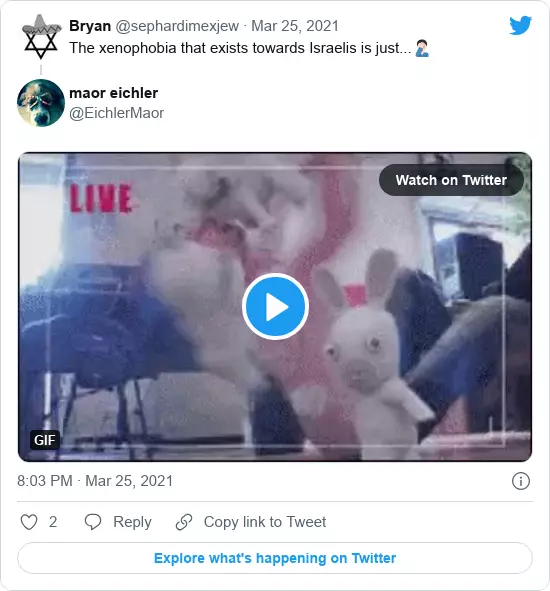 Bryan @sephardimexjew · Mar 25, 2021
The xenophobia that exists towards Israelis is just... 🤦🏻‍♂️
maor eichler
@EichlerMaor
Watch on Twitter
LIVE
GIF
8:03 PM · Mar 25, 2021
2 Reply Copy link to Tweet
Explore what's happening on Twitter